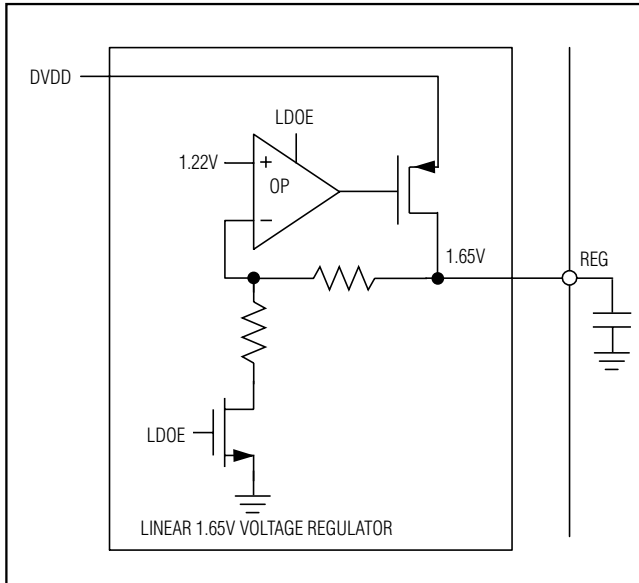 DVDD
LDOE
1.22V
+
OP
−
1.65V
REG
LDOE
LINEAR 1.65V VOLTAGE REGULATOR